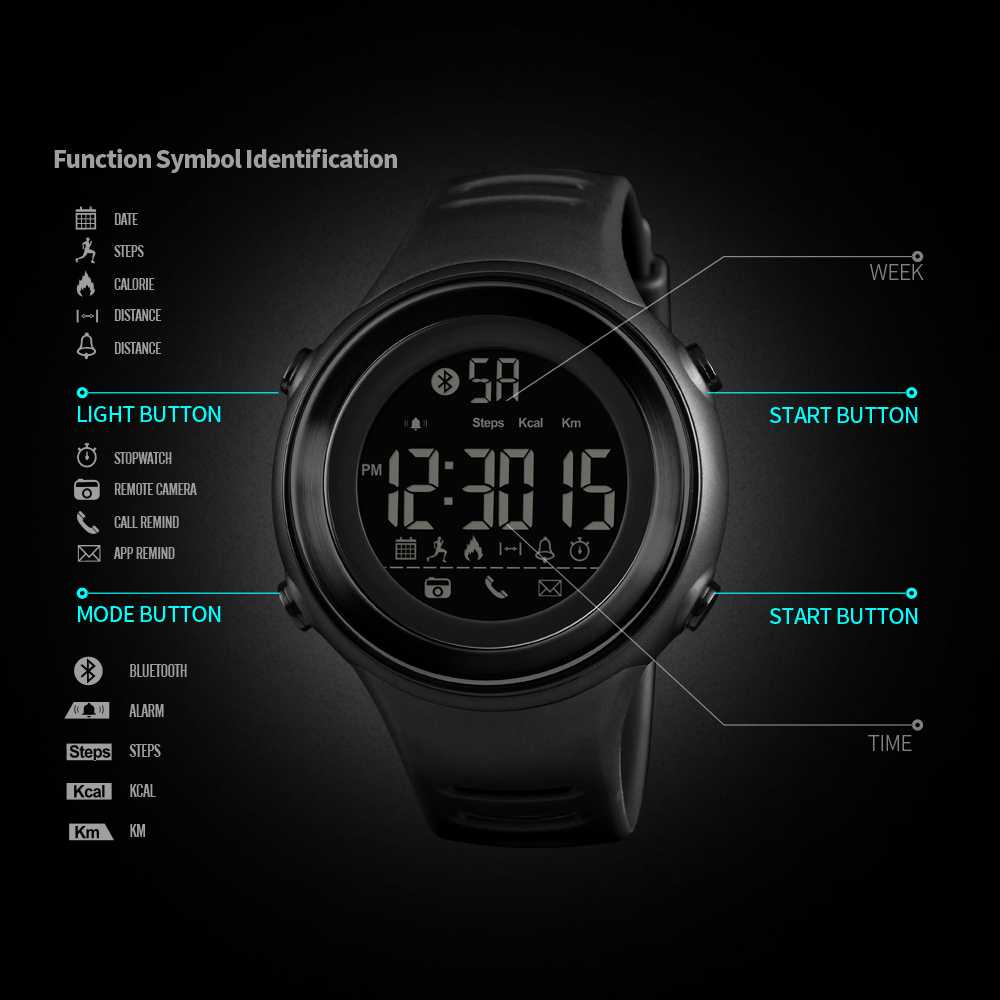 Function Symbol Identification
DATE
STEPS
CALORIE
DISTANCE
DISTANCE
LIGHT BUTTON
STOPWATCH
REMOTE CAMERA
CALL REMIND
APP REMIND
MODE BUTTON
BLUETOOTH
ALARM
Steps STEPS
Kcal KCAL
Km KM
SA
Steps Kcal Km
PM 12:30 15
WEEK
START BUTTON
START BUTTON
TIME